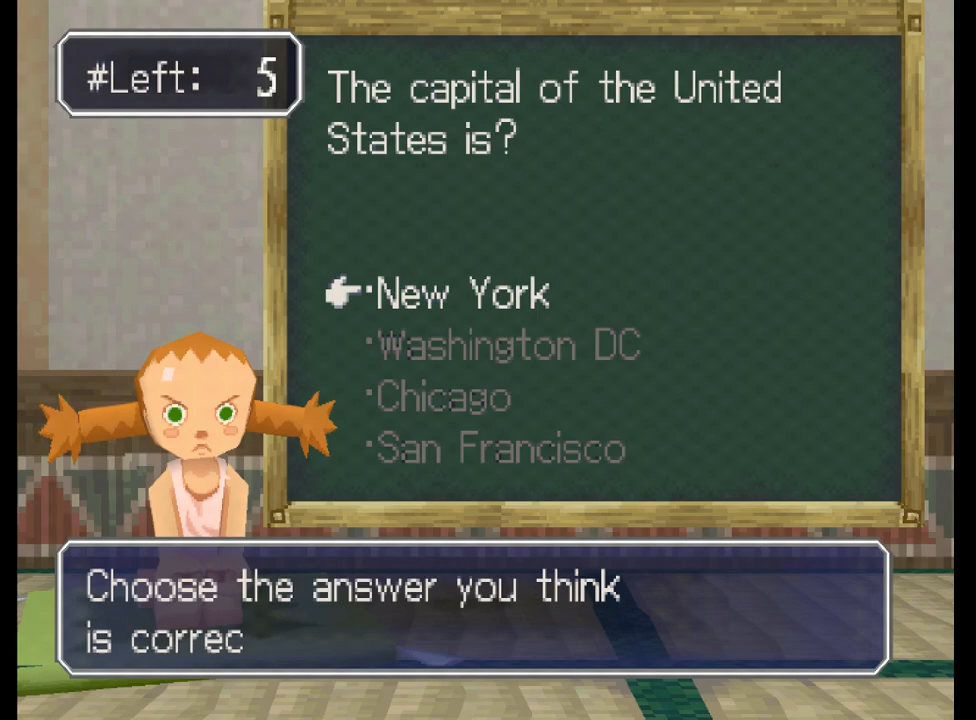 #Left: 5
The capital of the United
States is?
·New York
·Washington DC
·Chicago
·San Francisco
Choose the answer you think
is correc